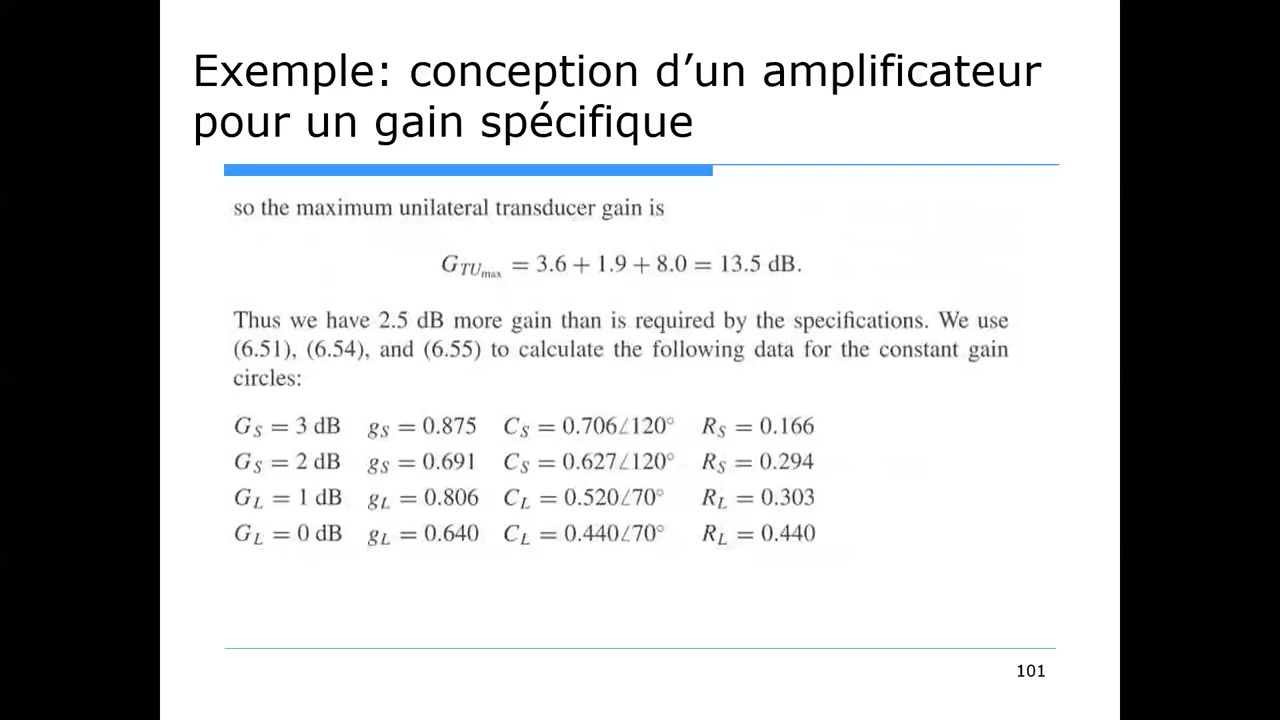 Exemple: conception d’un amplificateur
pour un gain spécifique
so the maximum unilateral transducer gain is
G_{TU_{max}} = 3.6 + 1.9 + 8.0 = 13.5 dB.
Thus we have 2.5 dB more gain than is required by the specifications. We use
(6.51), (6.54), and (6.55) to calculate the following data for the constant gain
circles:
G_S = 3 dB g_S = 0.875 C_S = 0.706∠120° R_S = 0.166
G_S = 2 dB g_S = 0.691 C_S = 0.627∠120° R_S = 0.294
G_L = 1 dB g_L = 0.806 C_L = 0.520∠70° R_L = 0.303
G_L = 0 dB g_L = 0.640 C_L = 0.440∠70° R_L = 0.440
101